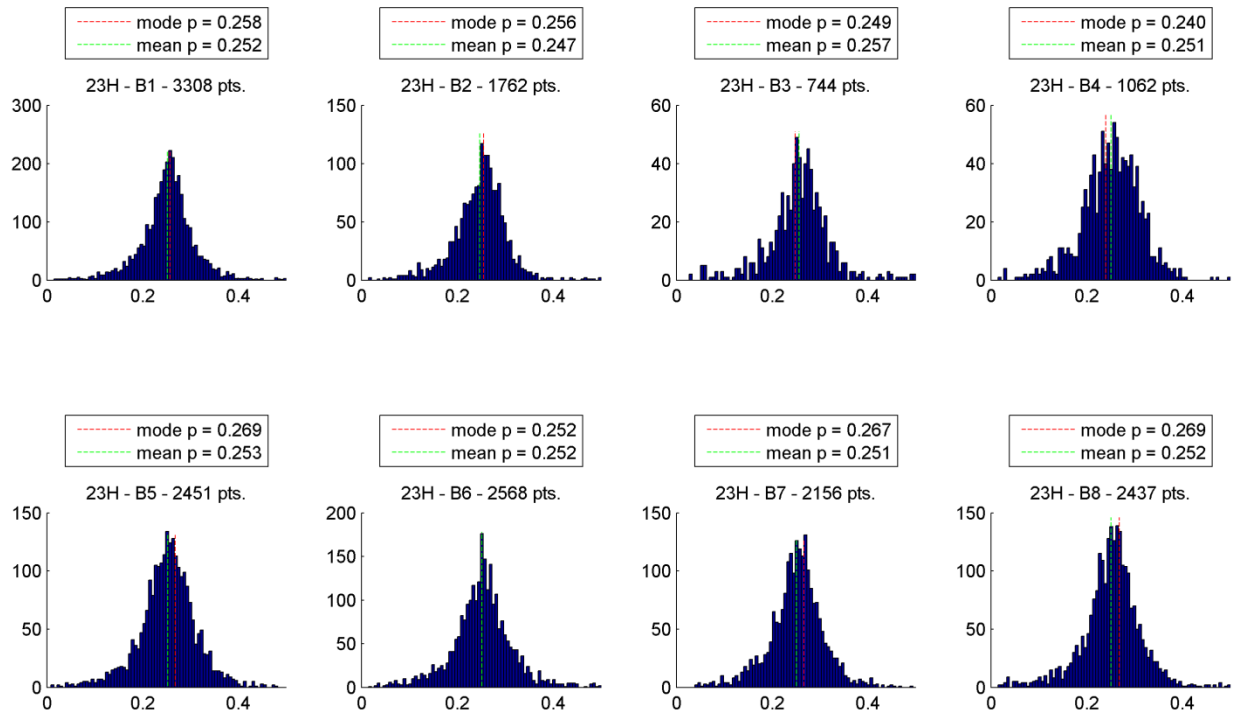 mode p = 0.258
mean p = 0.252
23H - B1 - 3308 pts.
300
200
100
0
0
0.2
0.4
mode p = 0.256
mean p = 0.247
23H - B2 - 1762 pts.
150
100
50
0
0
0.2
0.4
mode p = 0.249
mean p = 0.257
23H - B3 - 744 pts.
60
40
20
0
0
0.2
0.4
mode p = 0.240
mean p = 0.251
23H - B4 - 1062 pts.
60
40
20
0
0
0.2
0.4
mode p = 0.269
mean p = 0.253
23H - B5 - 2451 pts.
150
100
50
0
0
0.2
0.4
mode p = 0.252
mean p = 0.252
23H - B6 - 2568 pts.
200
150
100
50
0
0
0.2
0.4
mode p = 0.267
mean p = 0.251
23H - B7 - 2156 pts.
150
100
50
0
0
0.2
0.4
mode p = 0.269
mean p = 0.252
23H - B8 - 2437 pts.
150
100
50
0
0
0.2
0.4